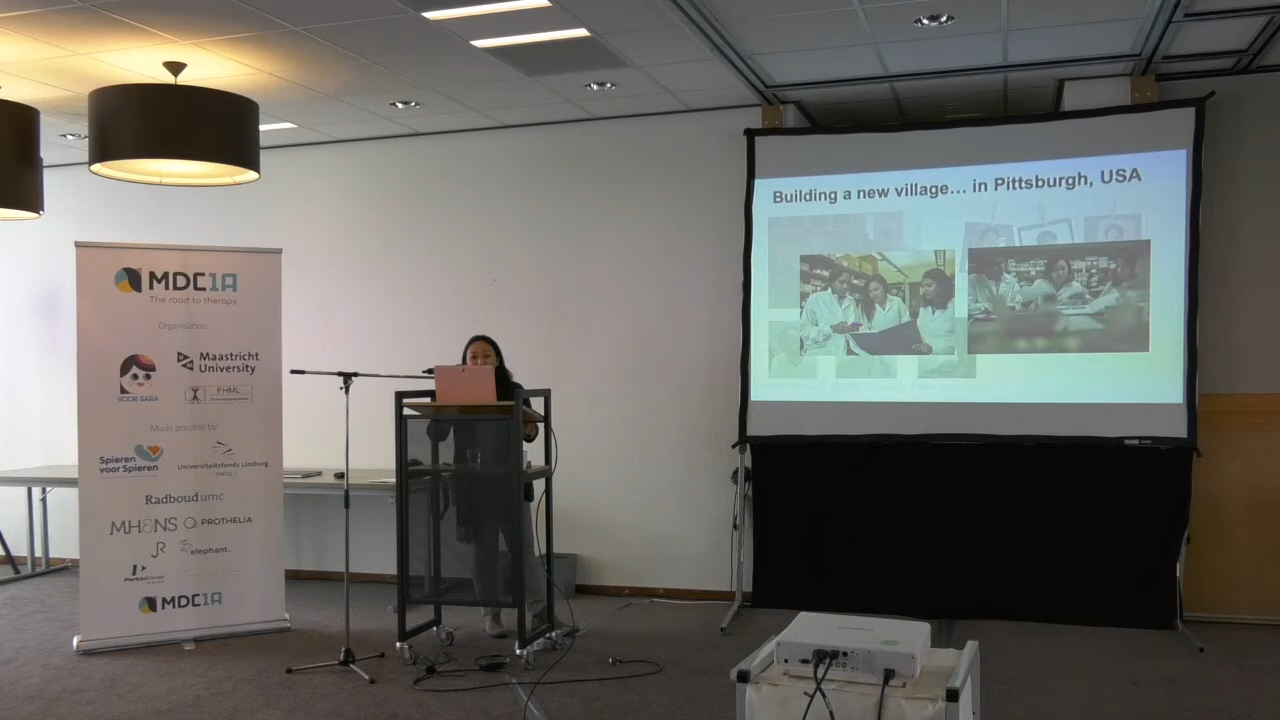 MDC1A
The road to therapy
Organisation
VOOR SARA
Maastricht
University
FHML
Made possible by
Spieren
voor Spieren
Universiteitsfonds Limburg
Radboudumc
MH&NS
PROTHELIA
elephant
PerkinElmer
MDC1A
Building a new village... in Pittsburgh, USA